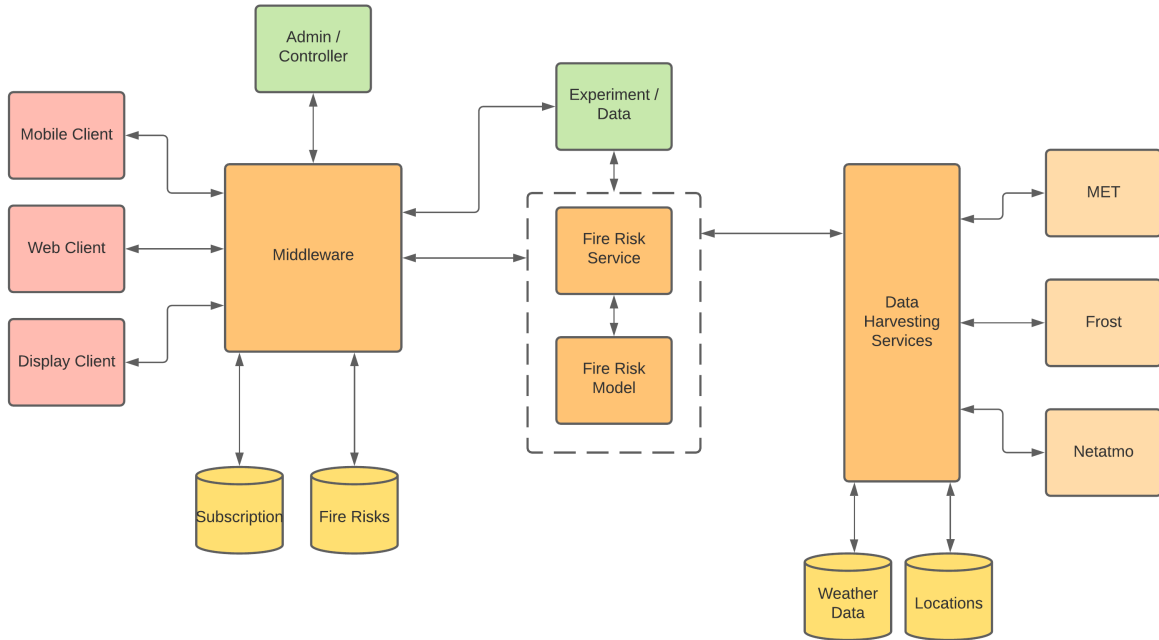 Admin /
Controller
Experiment /
Data
Mobile Client
Web Client
Display Client
Middleware
Fire Risk
Service
Fire Risk
Model
Data
Harvesting
Services
MET
Frost
Netatmo
Subscription
Fire Risks
Weather
Data
Locations